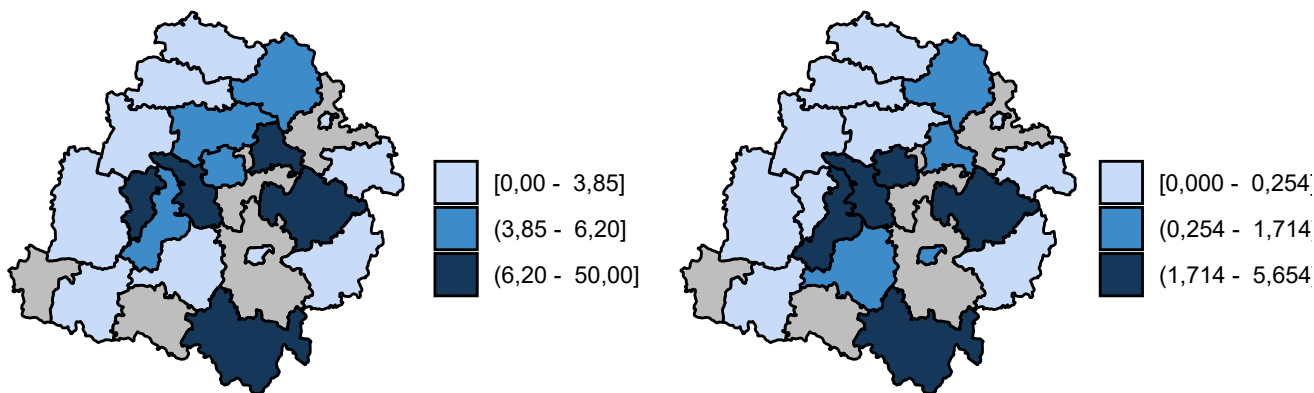 [0,00 - 3,85]
(3,85 - 6,20]
(6,20 - 50,00]
[0,000 - 0,254]
(0,254 - 1,714]
(1,714 - 5,654]